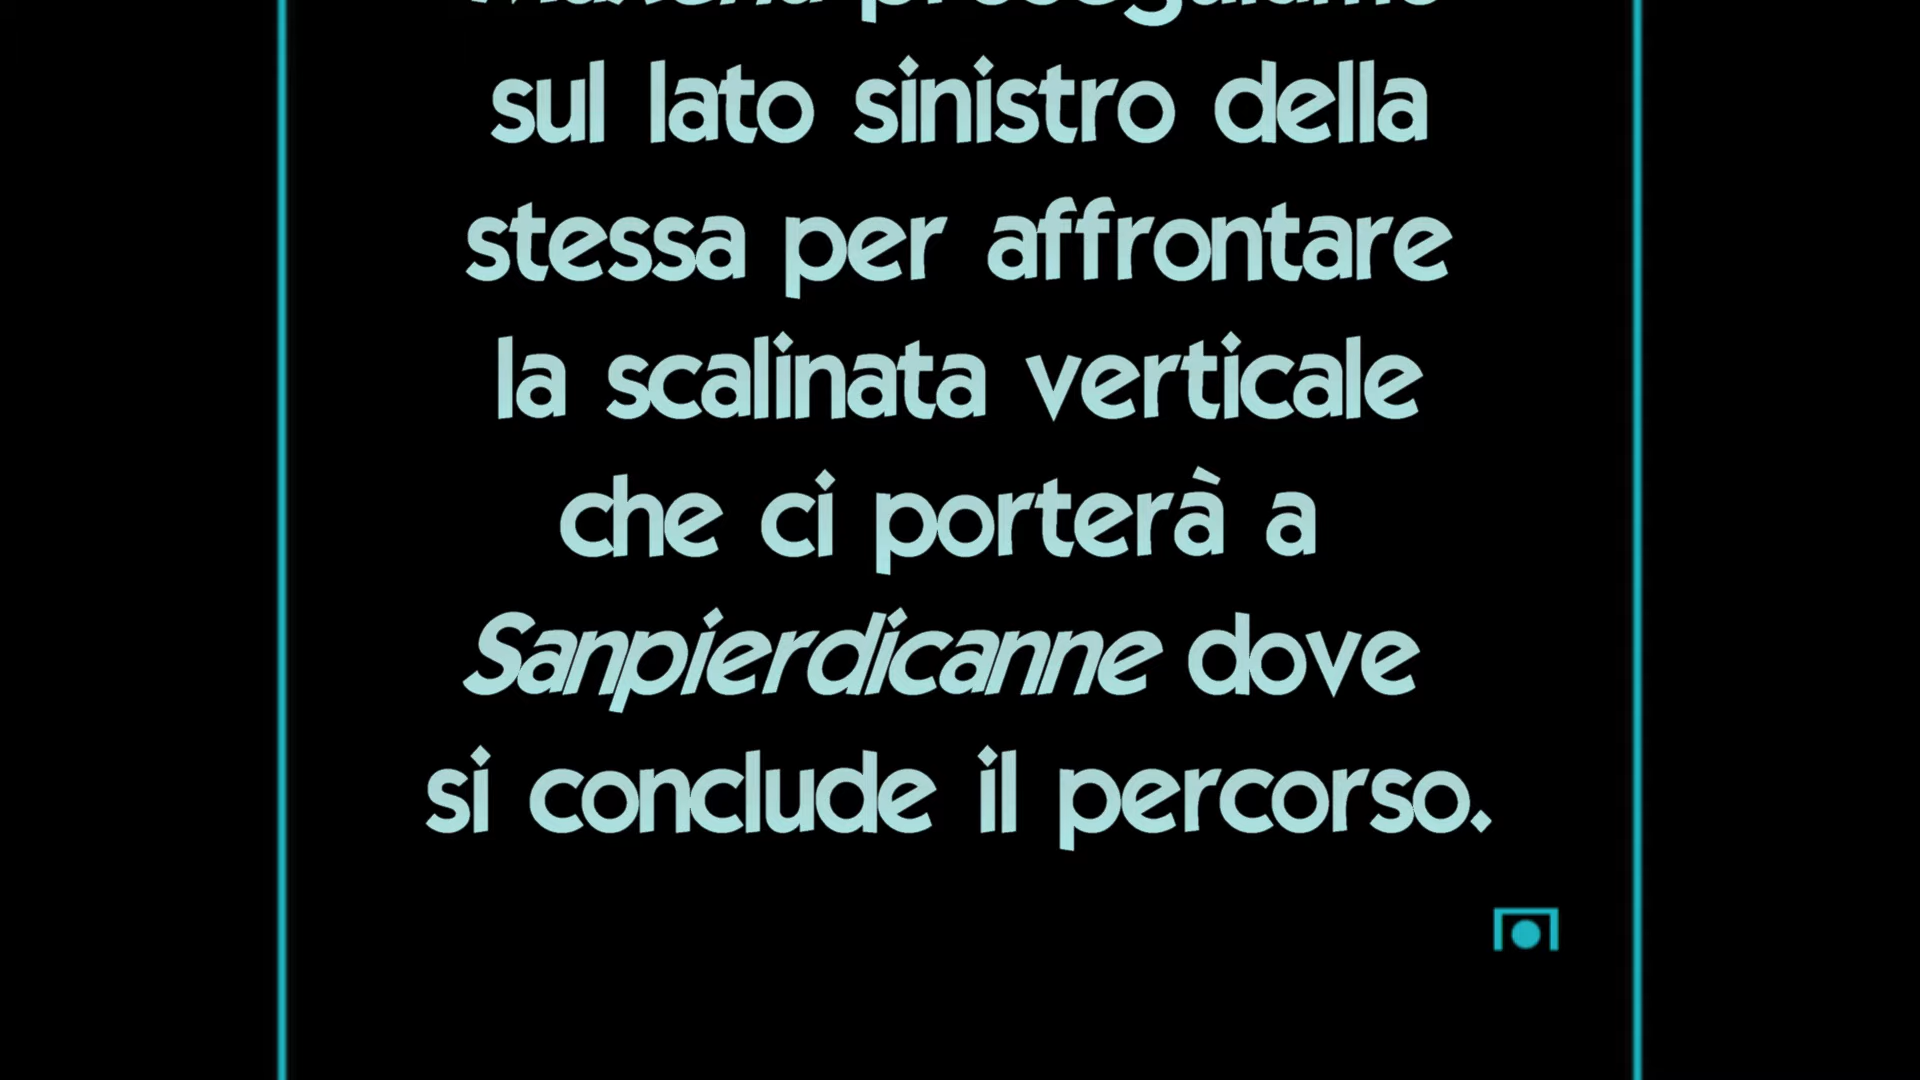 proseguiamo
sul lato sinistro della
stessa per affrontare
la scalinata verticale
che ci porterà a
Sanpierdicanne dove
si conclude il percorso.